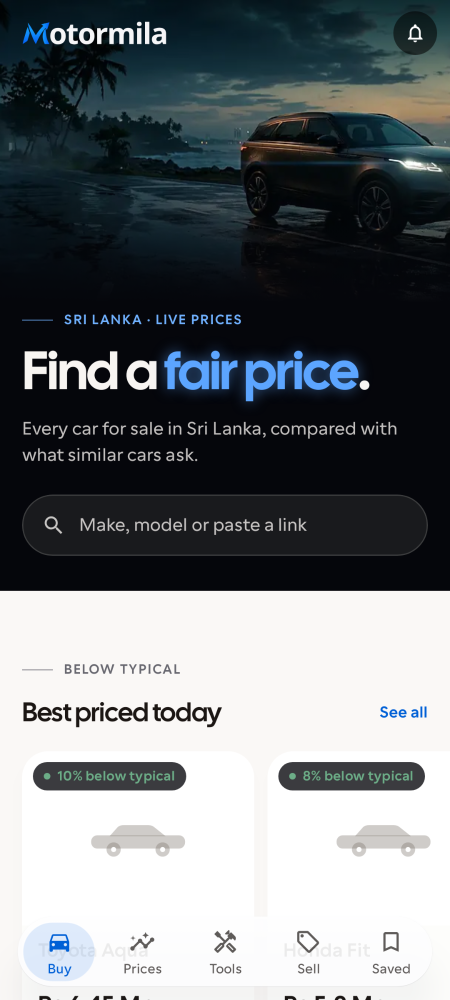 Motormila
SRI LANKA · LIVE PRICES
Find a fair price.
Every car for sale in Sri Lanka, compared with
what similar cars ask.
Make, model or paste a link
BELOW TYPICAL
Best priced today
See all
10% below typical
8% below typical
Toyota Aqua
Honda Fit
Buy
Prices
Tools
Sell
Saved